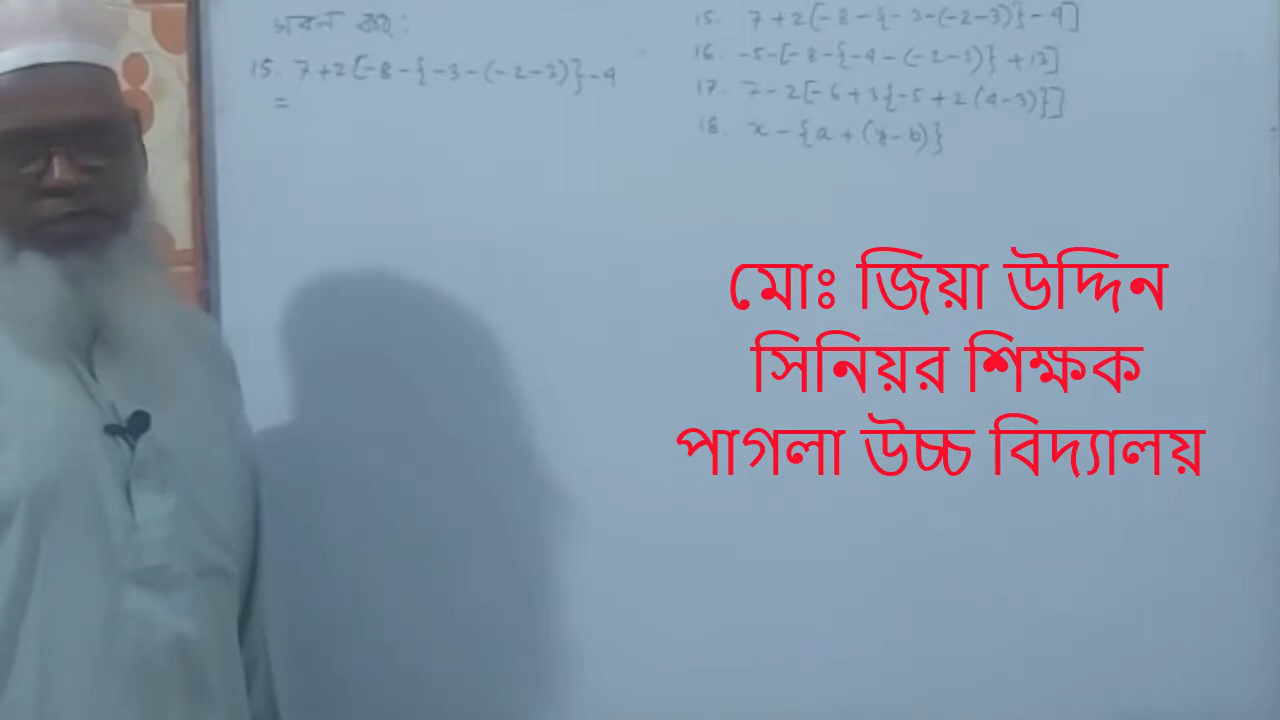 সরল কর:
15. 7+2[-8-{-3-(-2-3)}-4
=
15. 7+2[-8-{-3-(-2-3)}-4]
16. -5-[-8-{-4-(-2-3)}+13]
17. 7-2[-6+3{-5+2(4-3)}]
18. x-{a+(y-b)}
মোঃ জিয়া উদ্দিন
সিনিয়র শিক্ষক
পাগলা উচ্চ বিদ্যালয়